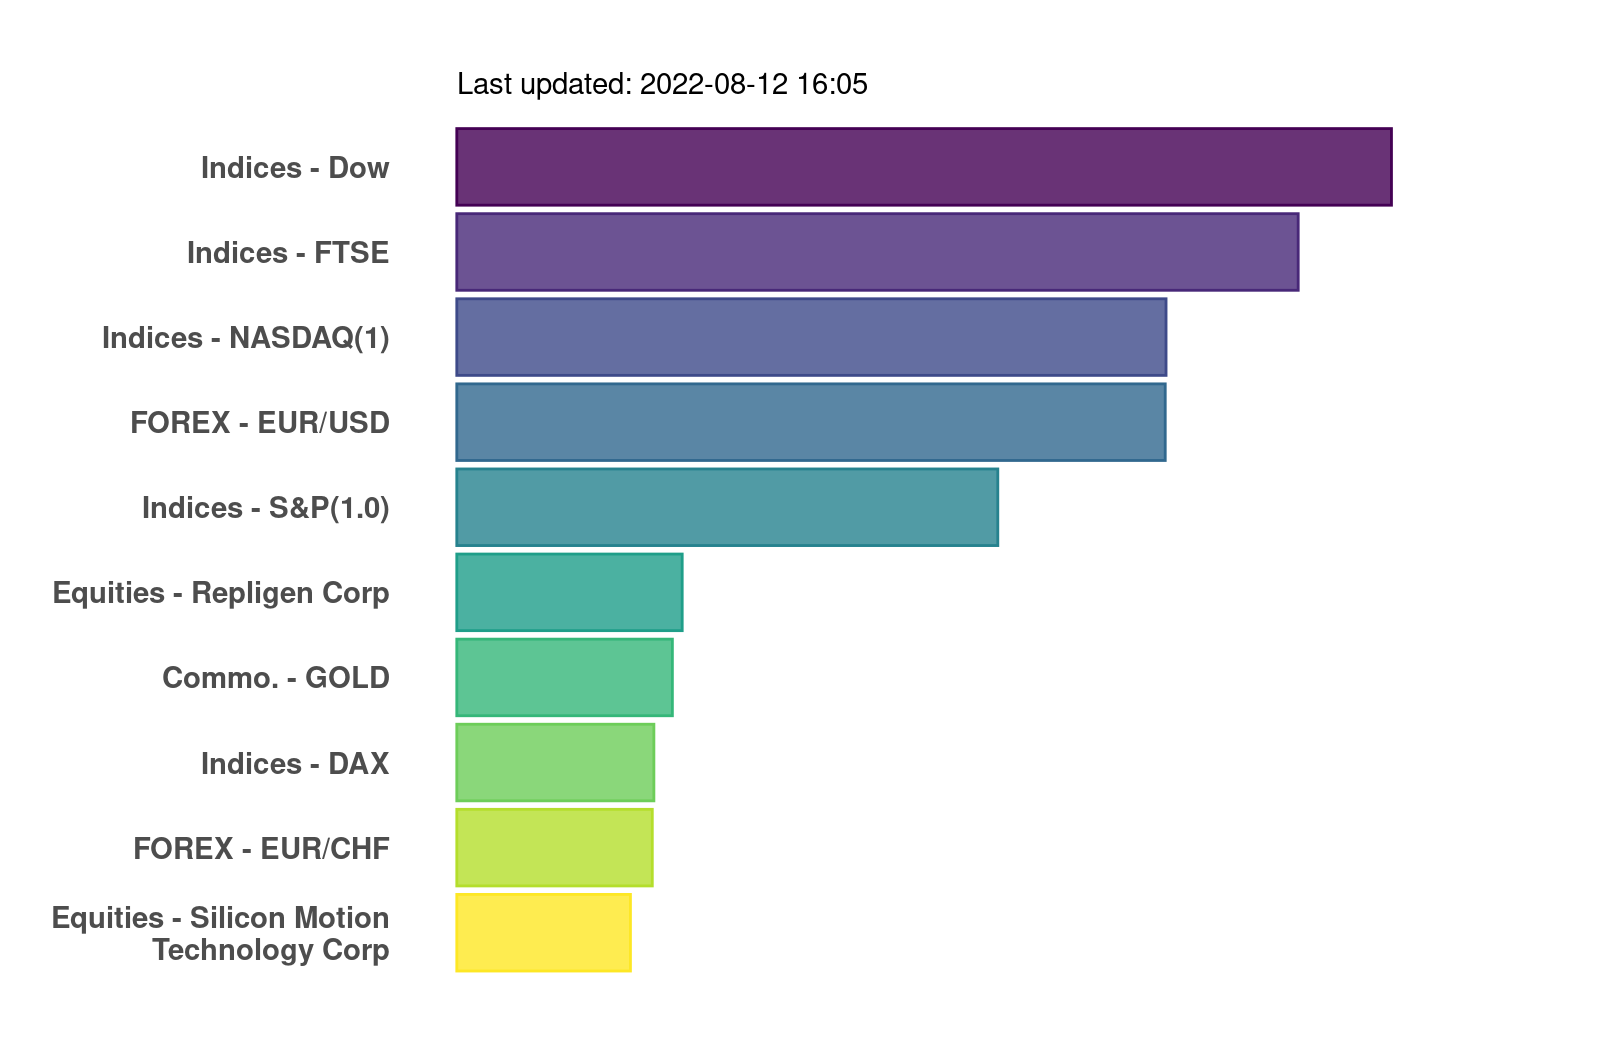 Last updated: 2022-08-12 16:05
Indices - Dow
Indices - FTSE
Indices - NASDAQ(1)
FOREX - EUR/USD
Indices - S&P(1.0)
Equities - Repligen Corp
Commo. - GOLD
Indices - DAX
FOREX - EUR/CHF
Equities - Silicon Motion
Technology Corp